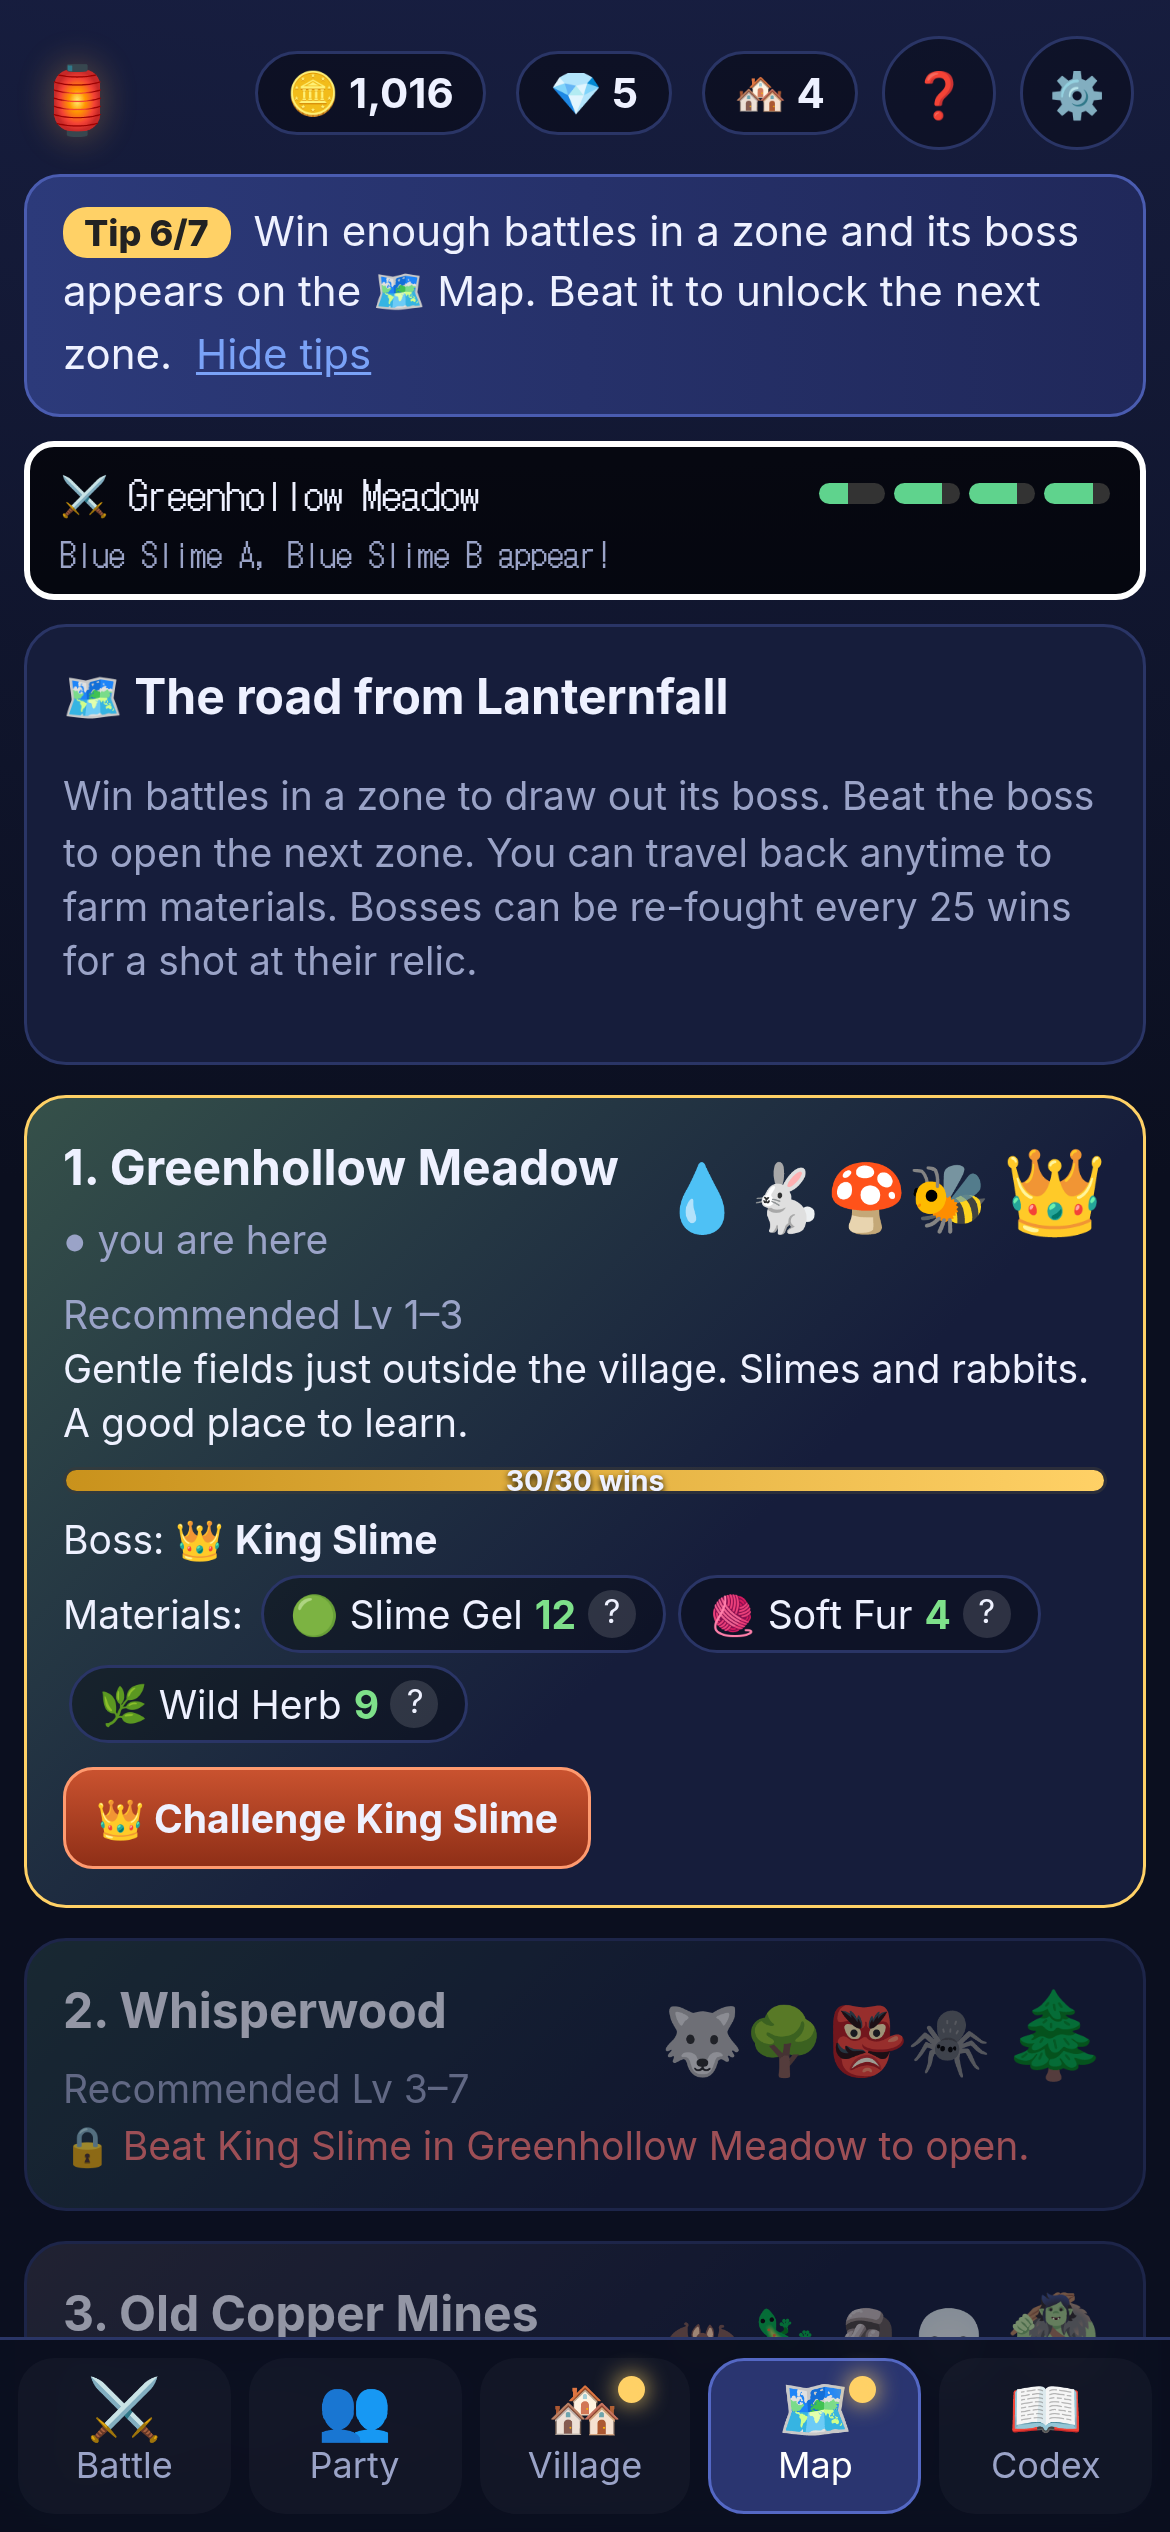 1,016 5 4
Tip 6/7 Win enough battles in a zone and its boss
appears on the Map. Beat it to unlock the next
zone. Hide tips
Greenhollow Meadow
Blue Slime A, Blue Slime B appear!
The road from Lanternfall
Win battles in a zone to draw out its boss. Beat the boss
to open the next zone. You can travel back anytime to
farm materials. Bosses can be re-fought every 25 wins
for a shot at their relic.
1. Greenhollow Meadow
● you are here
Recommended Lv 1–3
Gentle fields just outside the village. Slimes and rabbits.
A good place to learn.
30/30 wins
Boss: King Slime
Materials: Slime Gel 12 ? Soft Fur 4 ?
Wild Herb 9 ?
Challenge King Slime
2. Whisperwood
Recommended Lv 3–7
Beat King Slime in Greenhollow Meadow to open.
3. Old Copper Mines
Battle Party Village Map Codex